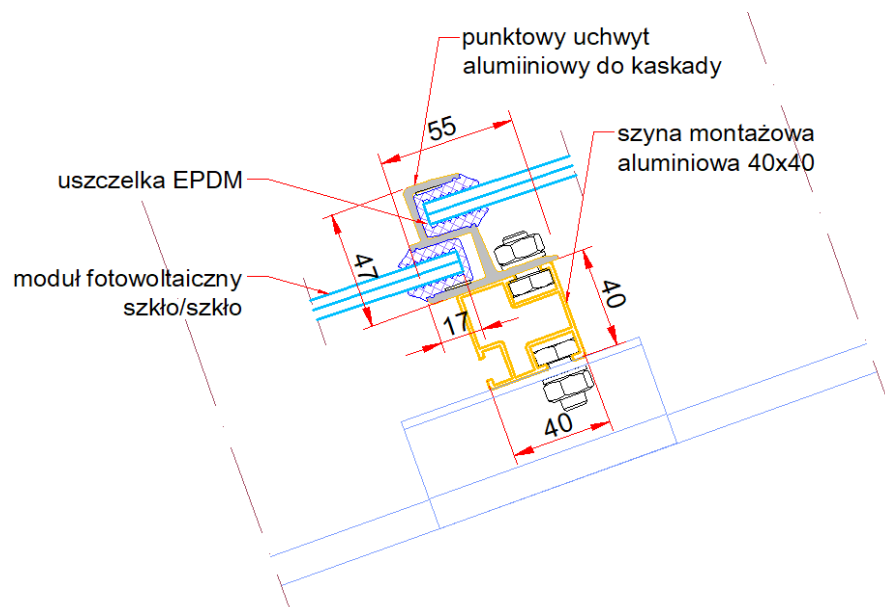 punktowy uchwyt
alumiiniowy do kaskady
55
szyna montażowa
aluminiowa 40x40
uszczelka EPDM
47
moduł fotowoltaiczny
szkło/szkło
17
40
40